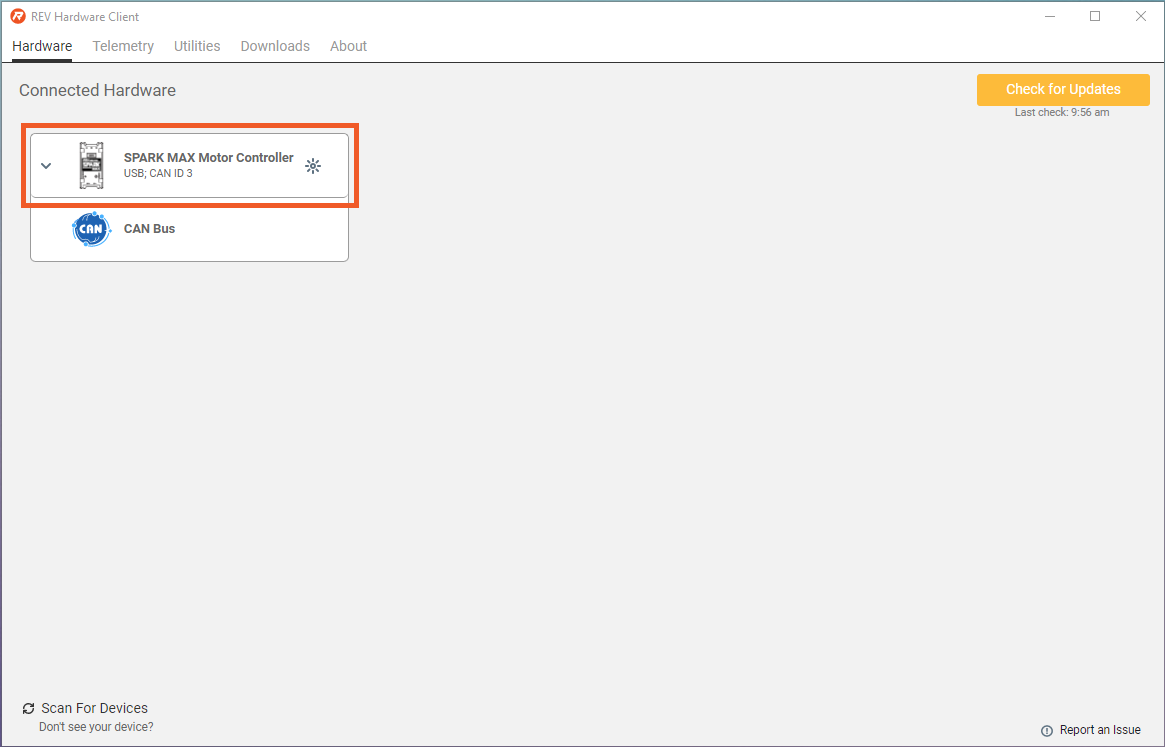 REV Hardware Client
Hardware Telemetry Utilities Downloads About
Connected Hardware
Check for Updates
Last check: 9:56 am
SPARK MAX Motor Controller
USB; CAN ID 3
CAN
CAN Bus
Scan For Devices
Don't see your device?
Report an Issue